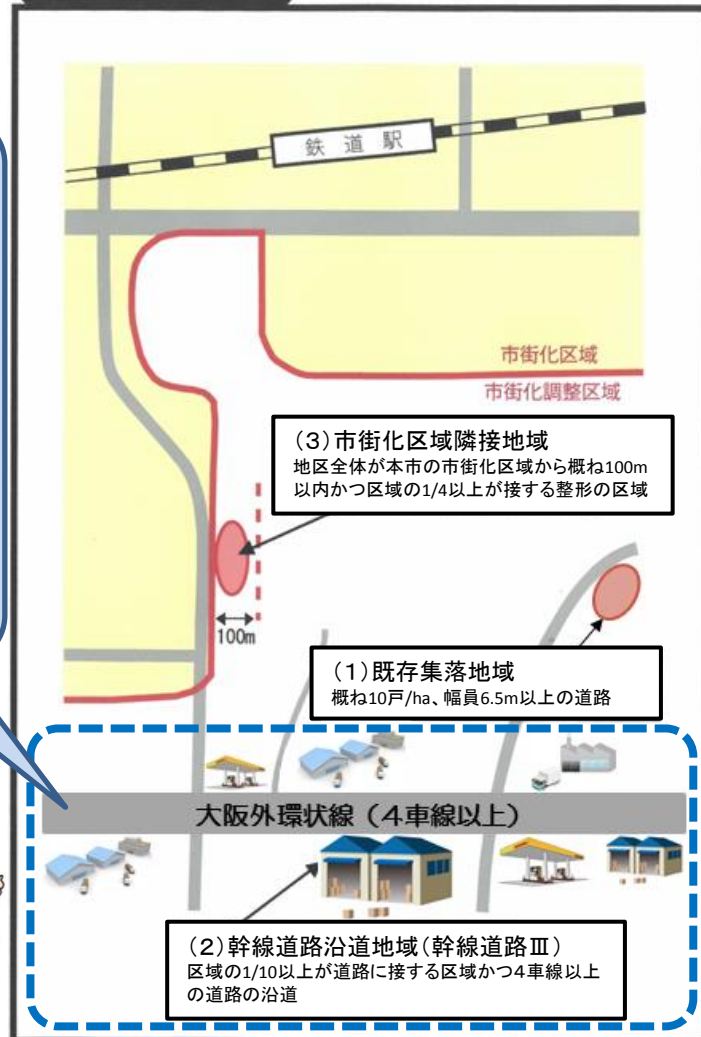 鉄道駅
市街化区域
市街化調整区域
(3)市街化区域隣接地域
地区全体が本市の市街化区域から概ね100m
以内かつ区域の1/4以上が接する整形の区域
100m
(1)既存集落地域
概ね10戸/ha、幅員6.5m以上の道路
大阪外環状線(4車線以上)
(2)幹線道路沿道地域(幹線道路Ⅲ)
区域の1/10以上が道路に接する区域かつ4車線以上
の道路の沿道